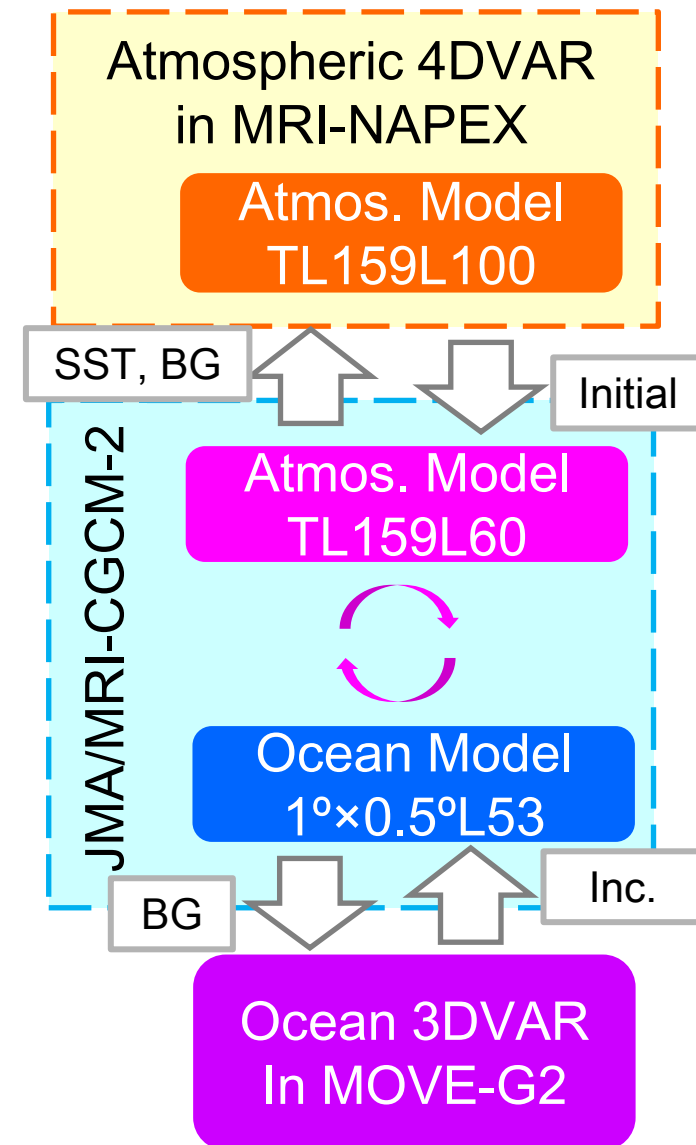 Atmospheric 4DVAR
in MRI-NAPEX
Atmos. Model
TL159L100
SST, BG
Initial
JMA/MRI-CGCM-2
Atmos. Model
TL159L60
Ocean Model
1º×0.5ºL53
BG
Inc.
Ocean 3DVAR
In MOVE-G2